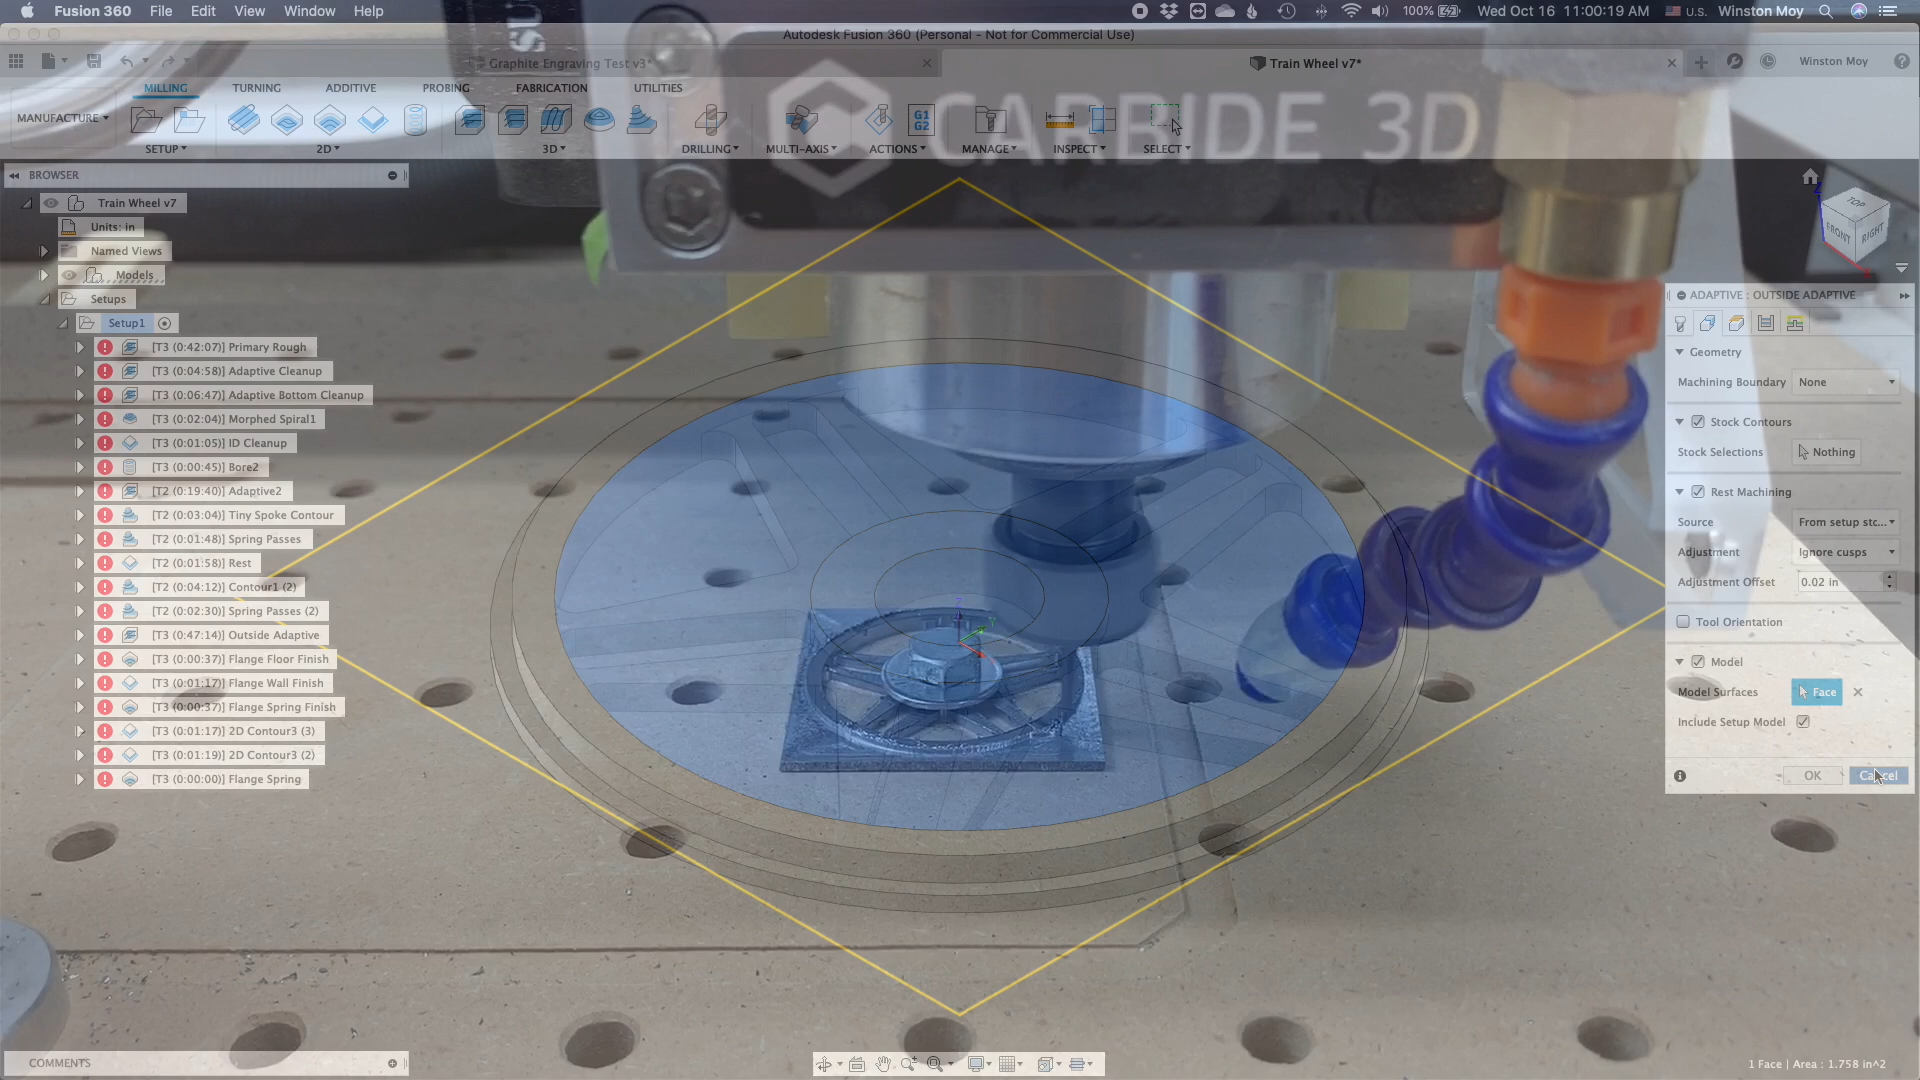 Fusion 360 File Edit View Window Help
100% Wed Oct 16 11:00:19 AM U.S. Winston Moy
Autodesk Fusion 360 (Personal - Not for Commercial Use)
Graphite Engraving Test v3*
Train Wheel v7*
Winston Moy
MILLING TURNING ADDITIVE PROBING FABRICATION UTILITIES
MANUFACTURE
G1
G2
CARBIDE 3D
SETUP 2D 3D DRILLING MULTI-AXIS ACTIONS MANAGE INSPECT SELECT
BROWSER
Train Wheel v7
Units: in
Named Views
Models
Setups
Setup1
[T3 (0:42:07)] Primary Rough
[T3 (0:04:58)] Adaptive Cleanup
[T3 (0:06:47)] Adaptive Bottom Cleanup
[T3 (0:02:04)] Morphed Spiral1
[T3 (0:01:05)] ID Cleanup
[T3 (0:00:45)] Bore2
[T2 (0:19:40)] Adaptive2
[T2 (0:03:04)] Tiny Spoke Contour
[T2 (0:01:48)] Spring Passes
[T2 (0:01:58)] Rest
[T2 (0:04:12)] Contour1 (2)
[T2 (0:02:30)] Spring Passes (2)
[T3 (0:47:14)] Outside Adaptive
[T3 (0:00:37)] Flange Floor Finish
[T3 (0:01:17)] Flange Wall Finish
[T3 (0:00:37)] Flange Spring Finish
[T3 (0:01:17)] 2D Contour3 (3)
[T3 (0:01:19)] 2D Contour3 (2)
[T3 (0:00:00)] Flange Spring
TOP
FRONT
RIGHT
Z
ADAPTIVE : OUTSIDE ADAPTIVE
Geometry
Machining Boundary None
Stock Contours
Stock Selections Nothing
Rest Machining
Source From setup stc...
Adjustment Ignore cusps
Adjustment Offset 0.02 in
Tool Orientation
Model
Model Surfaces Face
Include Setup Model
OK Cancel
COMMENTS
1 Face | Area : 1.758 in^2